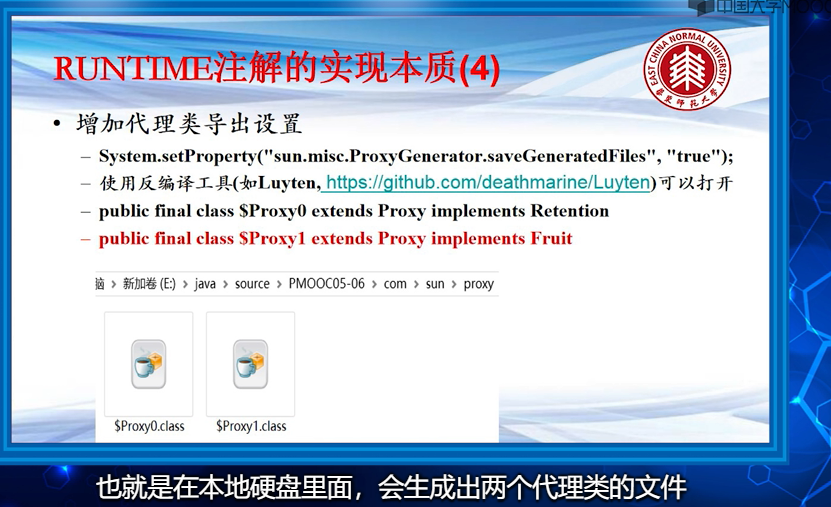 中国大学MOOC
RUNTIME注解的实现本质(4)
EAST CHINA NORMAL UNIVERSITY
华东师范大学
• 增加代理类导出设置
– System.setProperty("sun.misc.ProxyGenerator.saveGeneratedFiles", "true");
– 使用反编译工具(如Luyten, https://github.com/deathmarine/Luyten)可以打开
– public final class $Proxy0 extends Proxy implements Retention
– public final class $Proxy1 extends Proxy implements Fruit
脑 › 新加卷 (E:) › java › source › PMOOC05-06 › com › sun › proxy
$Proxy0.class $Proxy1.class
也就是在本地硬盘里面，会生成出两个代理类的文件